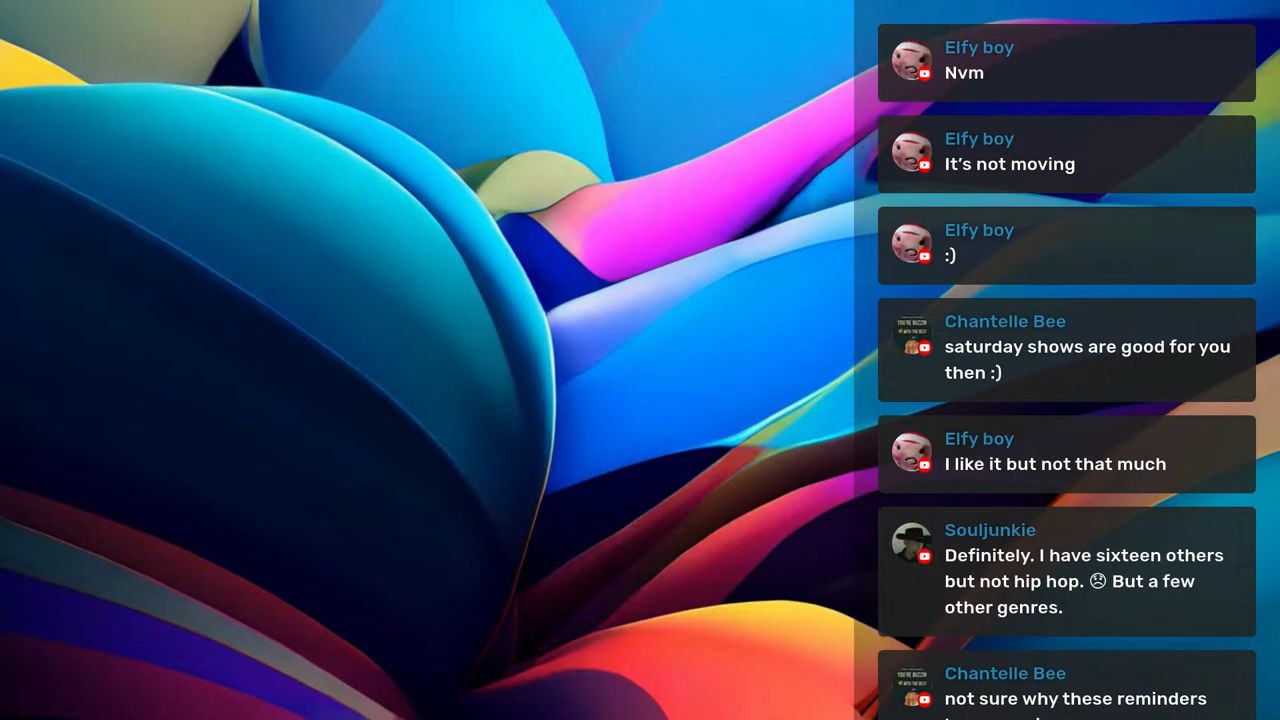 Elfy boy
Nvm
Elfy boy
It’s not moving
Elfy boy
:)
Chantelle Bee
saturday shows are good for you
then :)
Elfy boy
I like it but not that much
Souljunkie
Definitely. I have sixteen others
but not hip hop. 😞 But a few
other genres.
Chantelle Bee
not sure why these reminders